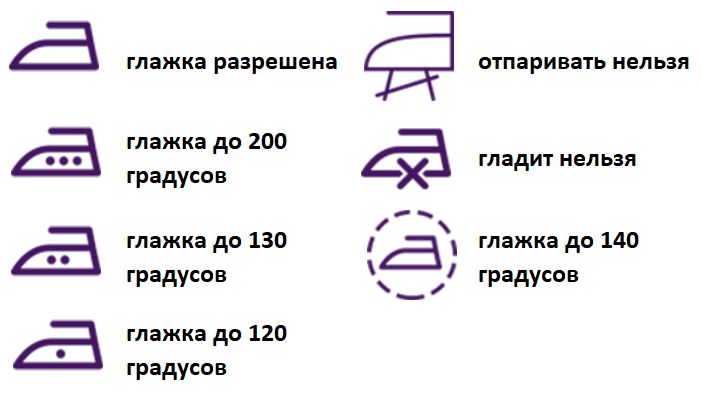 глажка разрешена
глажка до 200
градусов
глажка до 130
градусов
глажка до 120
градусов
отпаривать нельзя
гладит нельзя
глажка до 140
градусов